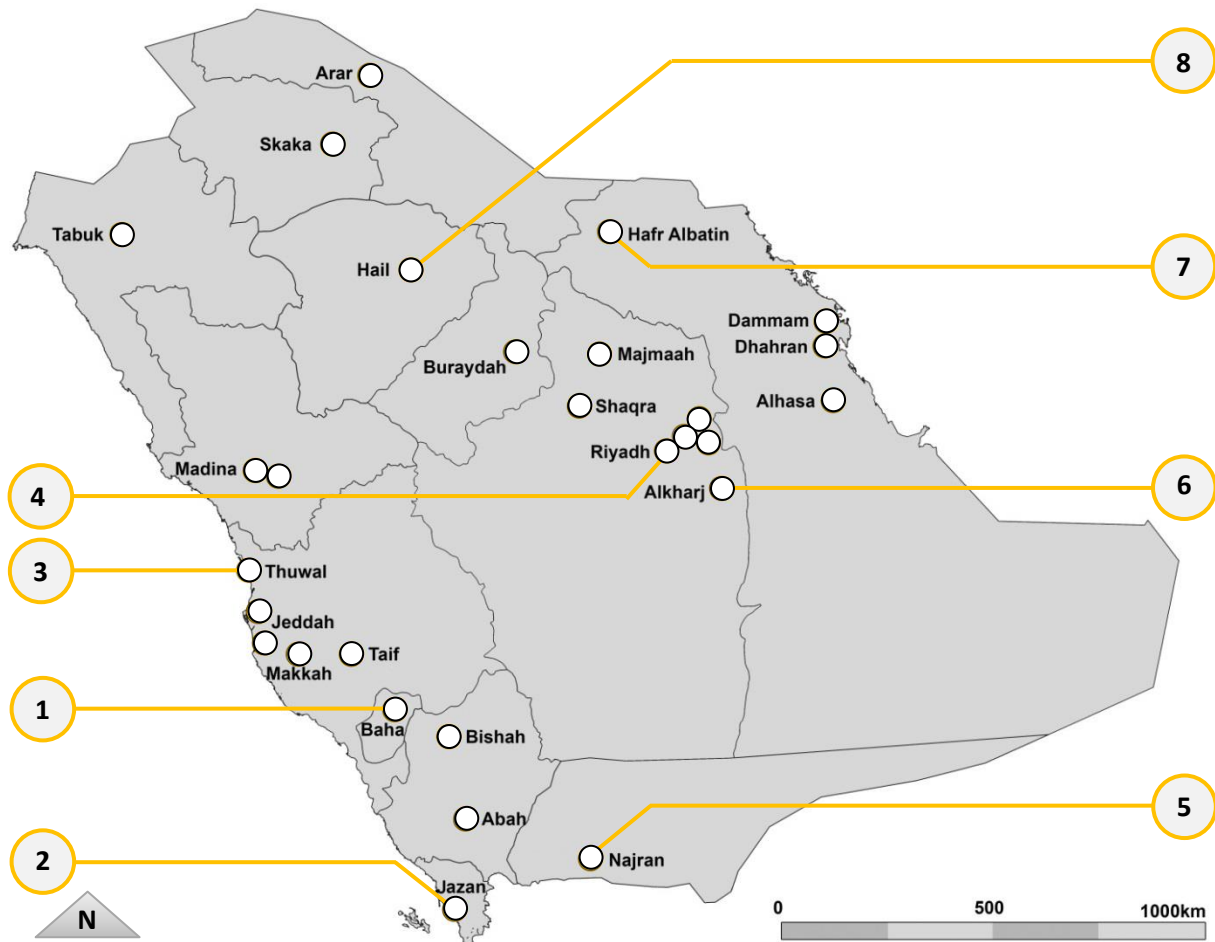 Arar
8
Skaka
Tabuk
Hafr Albatin
Hail
7
Dammam
Dhahran
Buraydah
Majmaah
Alhasa
Shaqra
Riyadh
Madina
4
Alkharj
6
3
Thuwal
Jeddah
Taif
Makkah
1
Baha
Bishah
5
Abah
2
Najran
Jazan
N
0 500 1000km